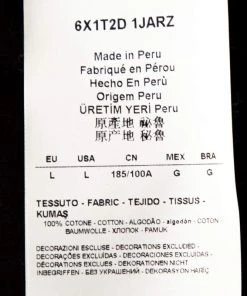 6X1T2D 1JARZ
Made in Peru
Fabriqué en Pérou
Hecho En Perù
Origem Peru
ÜRETİM YERİ Peru
原產地 秘魯
原产地 秘鲁
EU USA CN MEX BRA
L L 185/100A G G
TESSUTO - FABRIC - TEJIDO - TISSUS -
KUMAŞ
100% COTONE - COTTON - ALGODÃO - algodón - COTON
BAUMWOLLE - ХЛОПОК - PAMUK
DECORAZIONI ESCLUSE - DECORATIONS EXCLUDED -
DECORAÇÕES EXCLUÍDAS - DECORACIONES EXCLUIDAS -
DÉCORATIONS EXCLUES - DEKORATIONEN NICHT
INBEGRIFFEN - БЕЗ УКРАШЕНИЙ - DEKORASYON HARİÇ